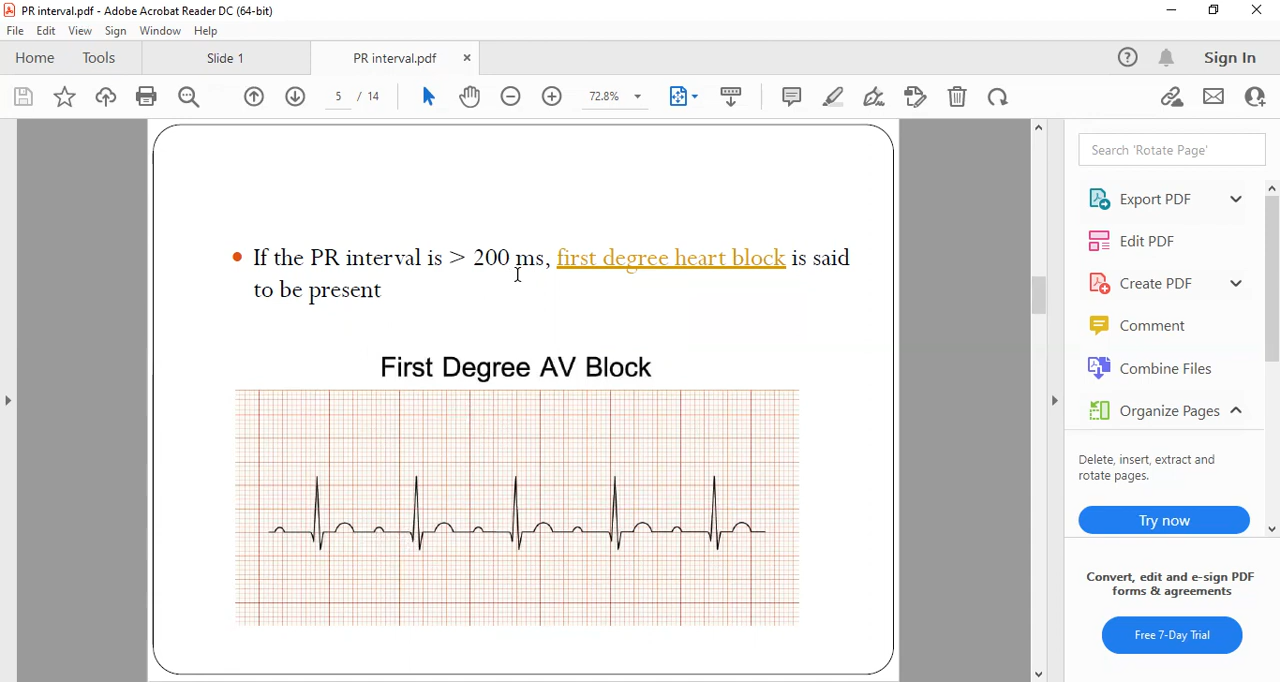 PR interval.pdf - Adobe Acrobat Reader DC (64-bit)
File Edit View Sign Window Help
Home Tools Slide 1 PR interval.pdf × Sign In
5 / 14 72.8%
Search 'Rotate Page'
Export PDF
Edit PDF
Create PDF
Comment
Combine Files
Organize Pages
Delete, insert, extract and
rotate pages.
Try now
Convert, edit and e-sign PDF
forms & agreements
Free 7-Day Trial
• If the PR interval is > 200 ms, first degree heart block is said
to be present
First Degree AV Block